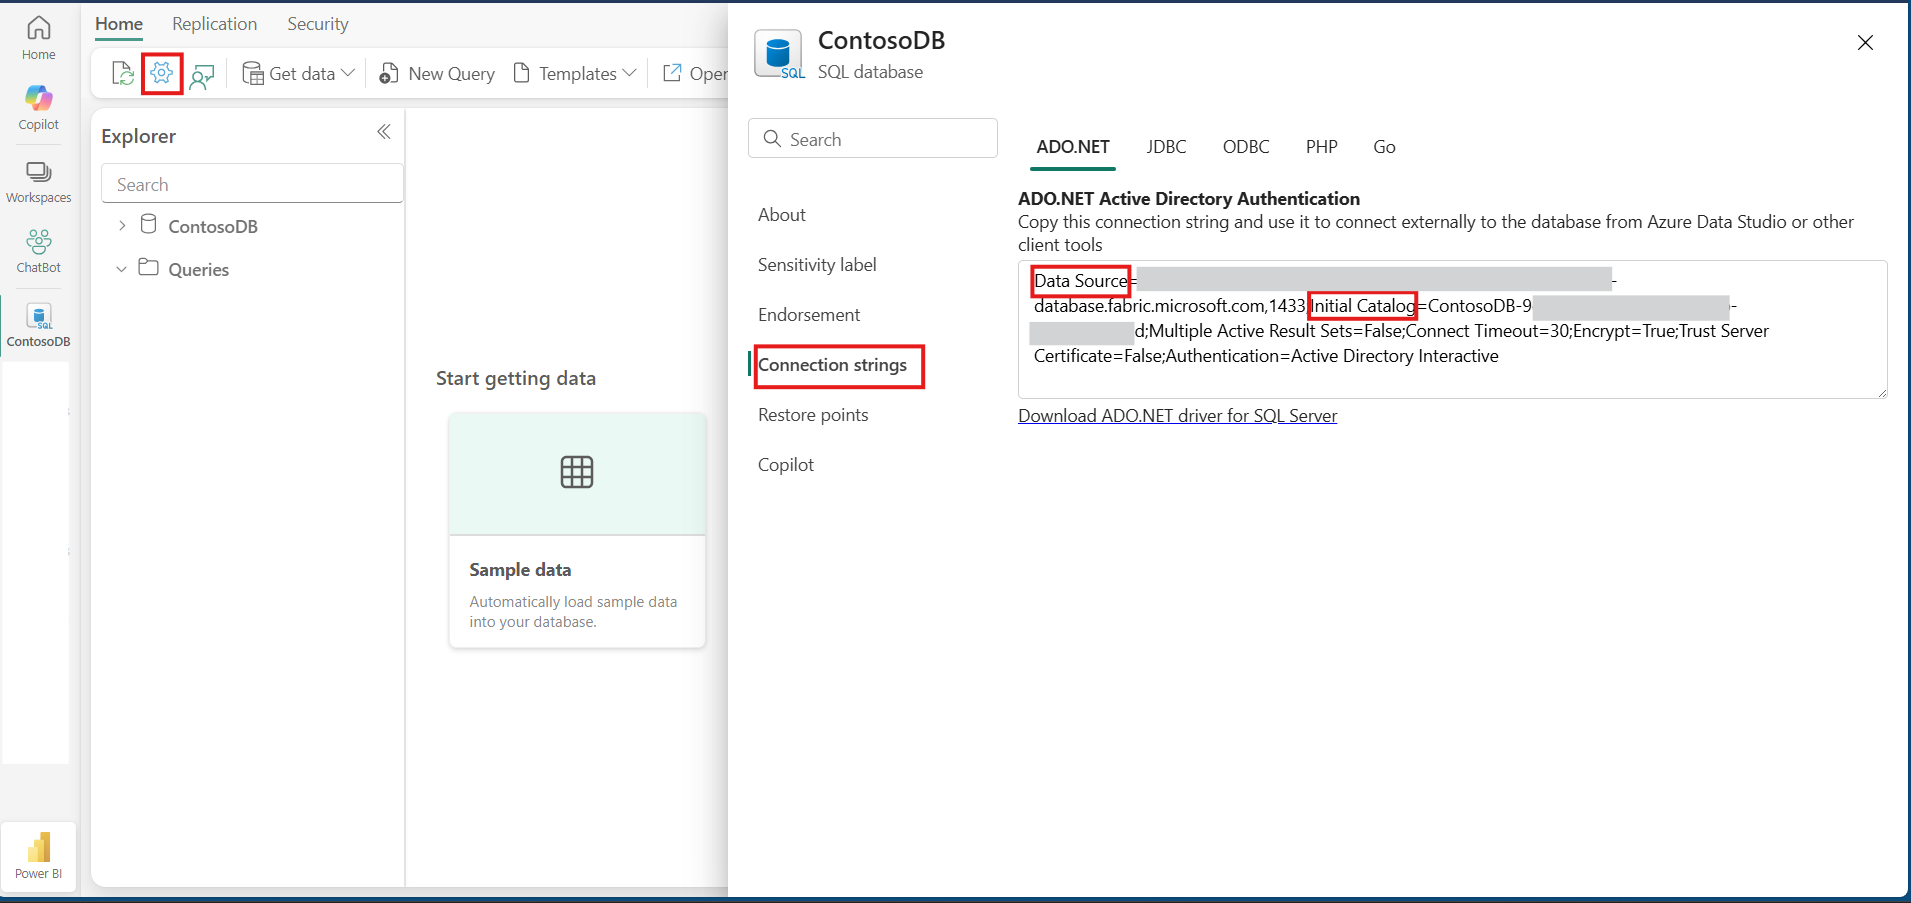 Home
Copilot
Workspaces
ChatBot
SQL
ContosoDB
Power BI
Home
Replication
Security
Get data
New Query
Templates
Open
Explorer
Search
ContosoDB
Queries
Start getting data
Sample data
Automatically load sample data
into your database.
SQL
ContosoDB
SQL database
Search
About
Sensitivity label
Endorsement
Connection strings
Restore points
Copilot
ADO.NET
JDBC
ODBC
PHP
Go
ADO.NET Active Directory Authentication
Copy this connection string and use it to connect externally to the database from Azure Data Studio or other
client tools
Data Source= -
database.fabric.microsoft.com,1433;Initial Catalog=ContosoDB-9 -
d;Multiple Active Result Sets=False;Connect Timeout=30;Encrypt=True;Trust Server
Certificate=False;Authentication=Active Directory Interactive
Download ADO.NET driver for SQL Server